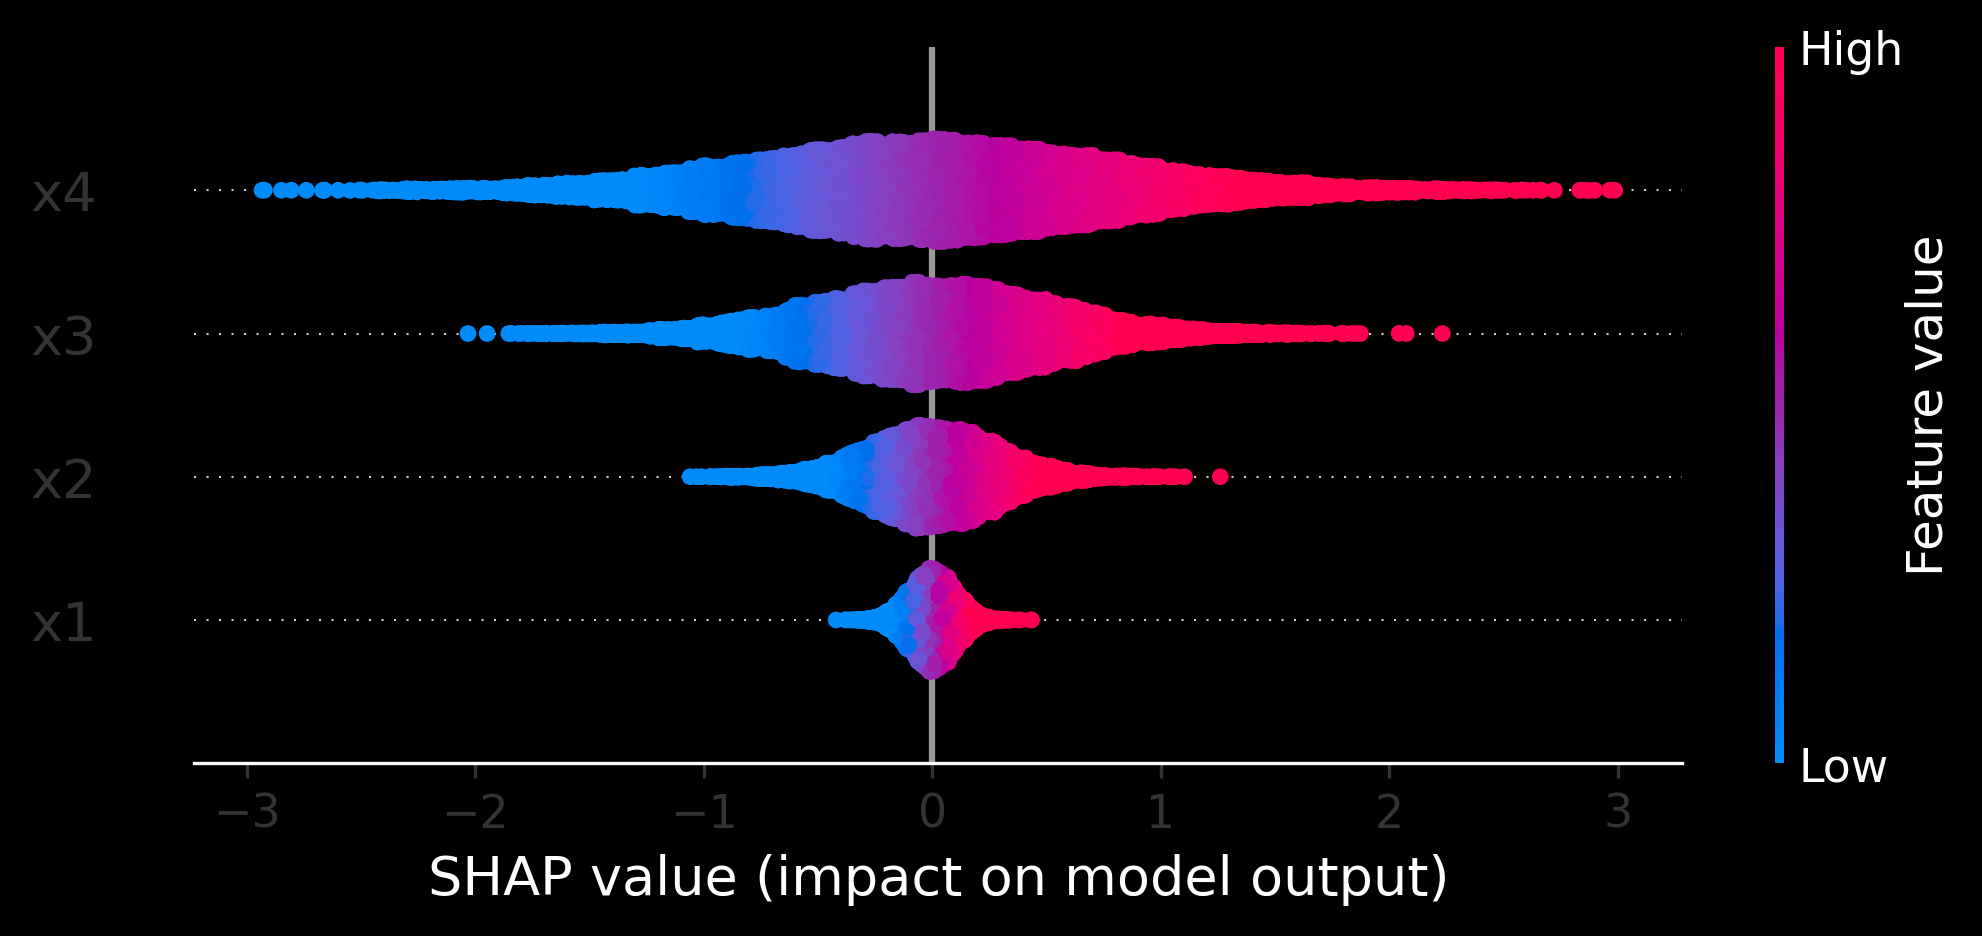 High
x4
x3
x2
x1
Feature value
Low
−3 −2 −1 0 1 2 3
SHAP value (impact on model output)